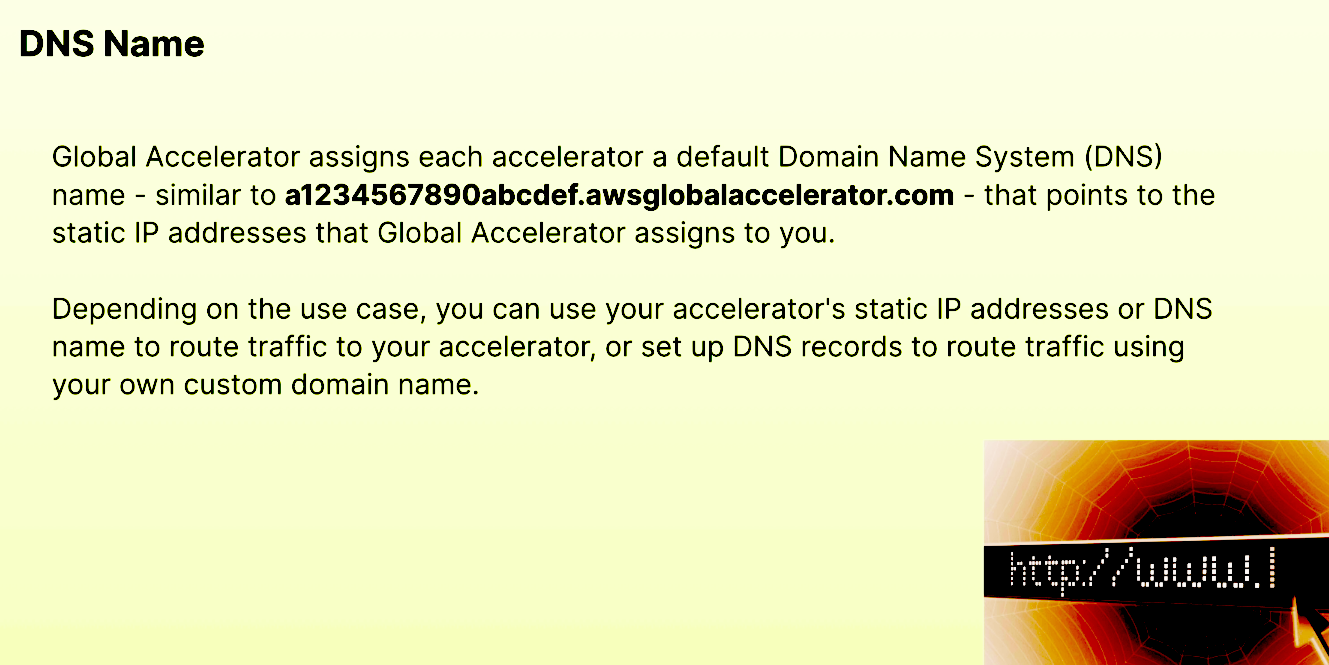 DNS Name
Global Accelerator assigns each accelerator a default Domain Name System (DNS)
name - similar to a1234567890abcdef.awsglobalaccelerator.com - that points to the
static IP addresses that Global Accelerator assigns to you.
Depending on the use case, you can use your accelerator's static IP addresses or DNS
name to route traffic to your accelerator, or set up DNS records to route traffic using
your own custom domain name.
http://www.